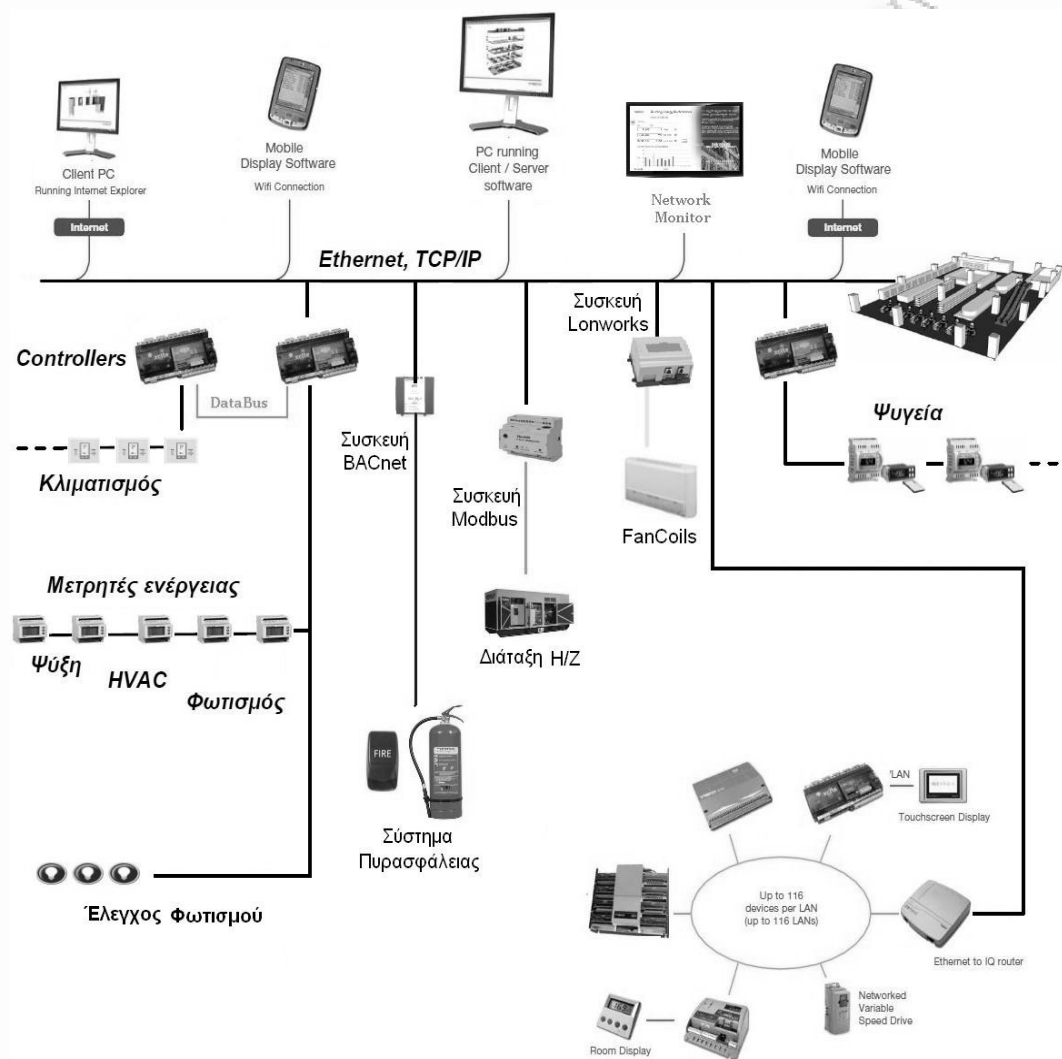 Client PC
Running Internet Explorer
Internet
Mobile
Display Software
Wifi Connection
PC running
Client / Server
software
Network
Monitor
Mobile
Display Software
Wifi Connection
Internet
Ethernet, TCP/IP
Controllers
DataBus
Κλιματισμός
Συσκευή
BACnet
Συσκευή
Modbus
Συσκευή
Lonworks
FanCoils
Ψυγεία
Μετρητές ενέργειας
Ψύξη
HVAC
Φωτισμός
Διάταξη Η/Ζ
FIRE
Σύστημα
Πυρασφάλειας
Έλεγχος Φωτισμού
'LAN
Touchscreen Display
Up to 116
devices per LAN
(up to 116 LANs)
Ethernet to IQ router
Networked
Variable
Speed Drive
Room Display